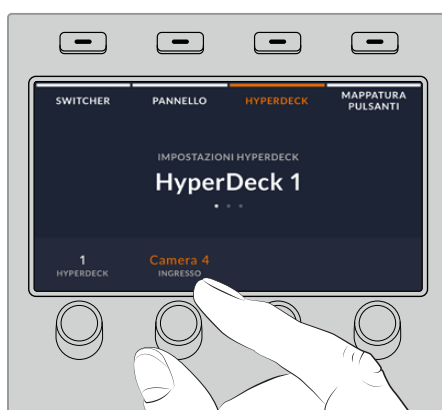 SWITCHER
PANNELLO
HYPERDECK
MAPPATURA
PULSANTI
IMPOSTAZIONI HYPERDECK
HyperDeck 1
1
HYPERDECK
Camera 4
INGRESSO